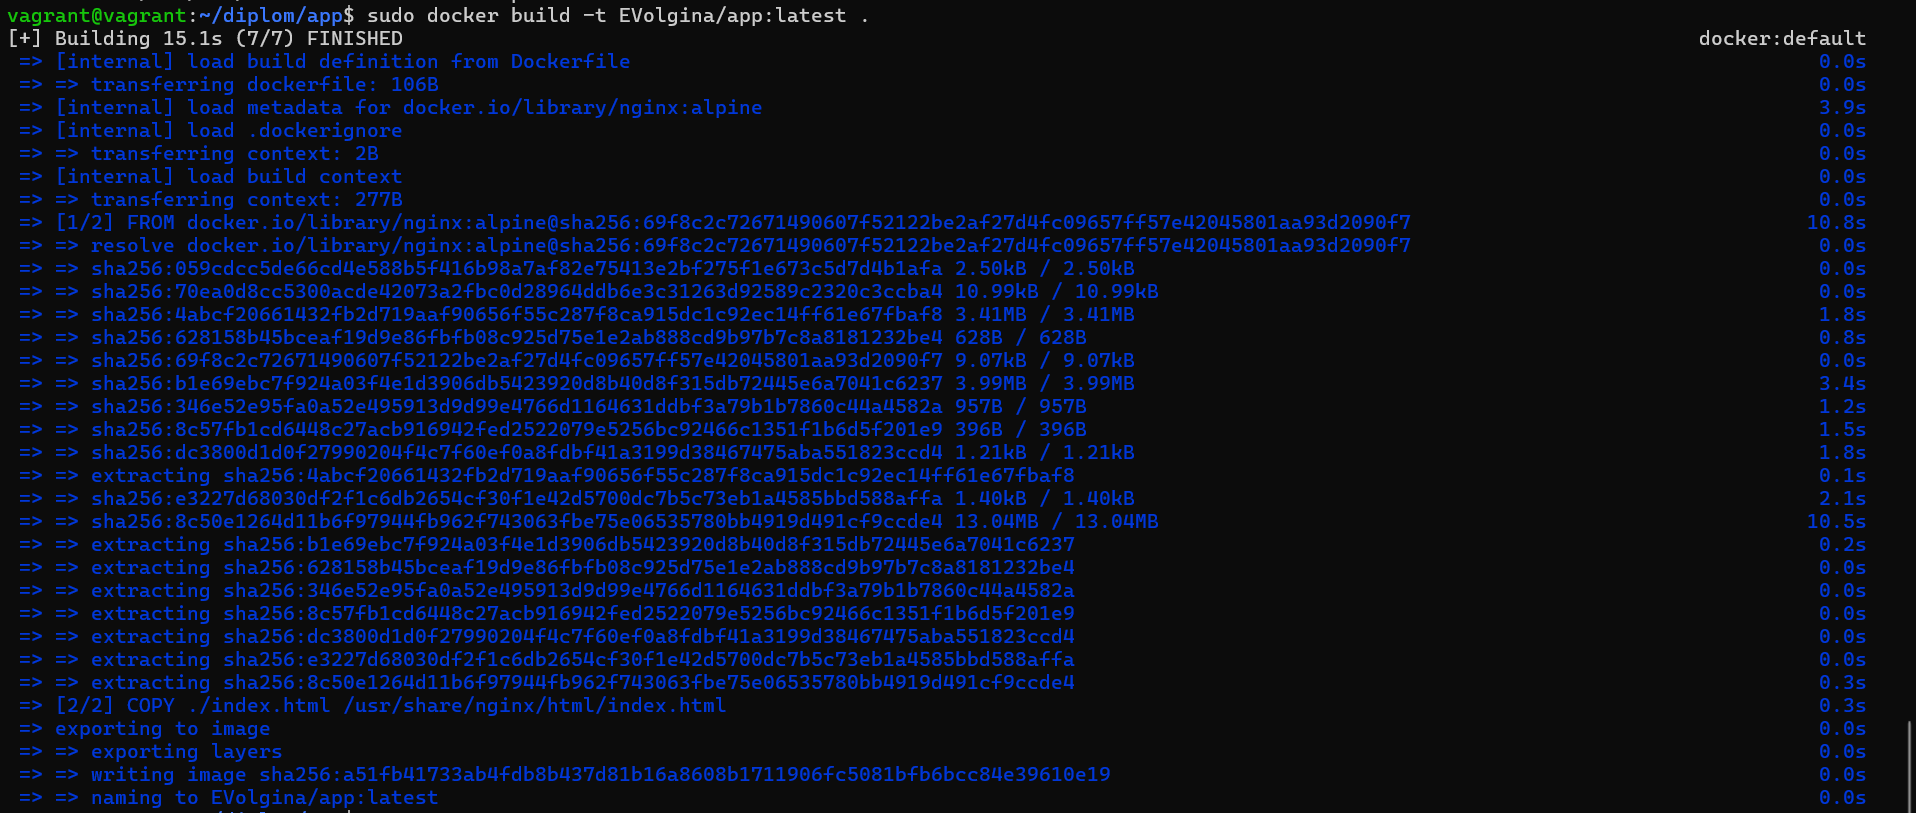 vagrant@vagrant:~/diplom/app$ sudo docker build -t EVolgina/app:latest .
[+] Building 15.1s (7/7) FINISHED docker:default
=> [internal] load build definition from Dockerfile 0.0s
=> => transferring dockerfile: 106B 0.0s
=> [internal] load metadata for docker.io/library/nginx:alpine 3.9s
=> [internal] load .dockerignore 0.0s
=> => transferring context: 2B 0.0s
=> [internal] load build context 0.0s
=> => transferring context: 277B 0.0s
=> [1/2] FROM docker.io/library/nginx:alpine@sha256:69f8c2c72671490607f52122be2af27d4fc09657ff57e42045801aa93d2090f7 10.8s
=> => resolve docker.io/library/nginx:alpine@sha256:69f8c2c72671490607f52122be2af27d4fc09657ff57e42045801aa93d2090f7 0.0s
=> => sha256:059cdcc5de66cd4e588b5f416b98a7af82e75413e2bf275f1e673c5d7d4b1afa 2.50kB / 2.50kB 0.0s
=> => sha256:70ea0d8cc5300acde42073a2fbc0d28964ddb6e3c31263d92589c2320c3ccba4 10.99kB / 10.99kB 0.0s
=> => sha256:4abcf20661432fb2d719aaf90656f55c287f8ca915dc1c92ec14ff61e67fbaf8 3.41MB / 3.41MB 1.8s
=> => sha256:628158b45bceaf19d9e86fbfb08c925d75e1e2ab888cd9b97b7c8a8181232be4 628B / 628B 0.8s
=> => sha256:69f8c2c72671490607f52122be2af27d4fc09657ff57e42045801aa93d2090f7 9.07kB / 9.07kB 0.0s
=> => sha256:b1e69ebc7f924a03f4e1d3906db5423920d8b40d8f315db72445e6a7041c6237 3.99MB / 3.99MB 3.4s
=> => sha256:346e52e95fa0a52e495913d9d99e4766d1164631ddbf3a79b1b7860c44a4582a 957B / 957B 1.2s
=> => sha256:8c57fb1cd6448c27acb916942fed2522079e5256bc92466c1351f1b6d5f201e9 396B / 396B 1.5s
=> => sha256:dc3800d1d0f27990204f4c7f60ef0a8fdbf41a3199d38467475aba551823ccd4 1.21kB / 1.21kB 1.8s
=> => extracting sha256:4abcf20661432fb2d719aaf90656f55c287f8ca915dc1c92ec14ff61e67fbaf8 0.1s
=> => sha256:e3227d68030df2f1c6db2654cf30f1e42d5700dc7b5c73eb1a4585bbd588affa 1.40kB / 1.40kB 2.1s
=> => sha256:8c50e1264d11b6f97944fb962f743063fbe75e06535780bb4919d491cf9ccde4 13.04MB / 13.04MB 10.5s
=> => extracting sha256:b1e69ebc7f924a03f4e1d3906db5423920d8b40d8f315db72445e6a7041c6237 0.2s
=> => extracting sha256:628158b45bceaf19d9e86fbfb08c925d75e1e2ab888cd9b97b7c8a8181232be4 0.0s
=> => extracting sha256:346e52e95fa0a52e495913d9d99e4766d1164631ddbf3a79b1b7860c44a4582a 0.0s
=> => extracting sha256:8c57fb1cd6448c27acb916942fed2522079e5256bc92466c1351f1b6d5f201e9 0.0s
=> => extracting sha256:dc3800d1d0f27990204f4c7f60ef0a8fdbf41a3199d38467475aba551823ccd4 0.0s
=> => extracting sha256:e3227d68030df2f1c6db2654cf30f1e42d5700dc7b5c73eb1a4585bbd588affa 0.0s
=> => extracting sha256:8c50e1264d11b6f97944fb962f743063fbe75e06535780bb4919d491cf9ccde4 0.3s
=> [2/2] COPY ./index.html /usr/share/nginx/html/index.html 0.3s
=> exporting to image 0.0s
=> => exporting layers 0.0s
=> => writing image sha256:a51fb41733ab4fdb8b437d81b16a8608b1711906fc5081bfb6bcc84e39610e19 0.0s
=> => naming to EVolgina/app:latest 0.0s